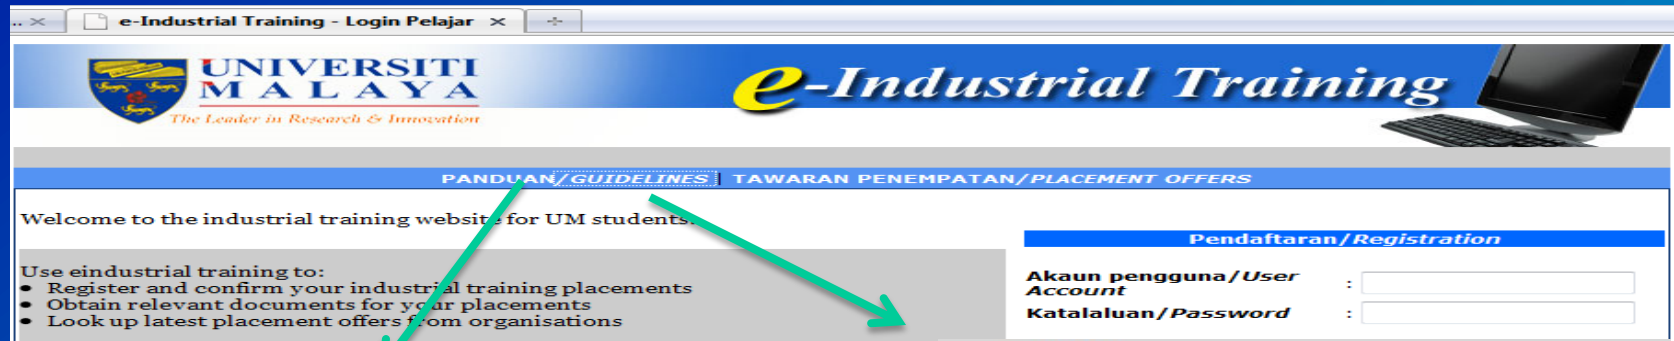 e-Industrial Training - Login Pelajar
UNIVERSITI
MALAYA
The Leader in Research & Innovation
e-Industrial Training
PANDUAN/GUIDELINES | TAWARAN PENEMPATAN/PLACEMENT OFFERS
Welcome to the industrial training website for UM students.
Use eindustrial training to:
• Register and confirm your industrial training placements
• Obtain relevant documents for your placements
• Look up latest placement offers from organisations
Pendaftaran/Registration
Akaun pengguna/User
Account :
Katalaluan/Password :